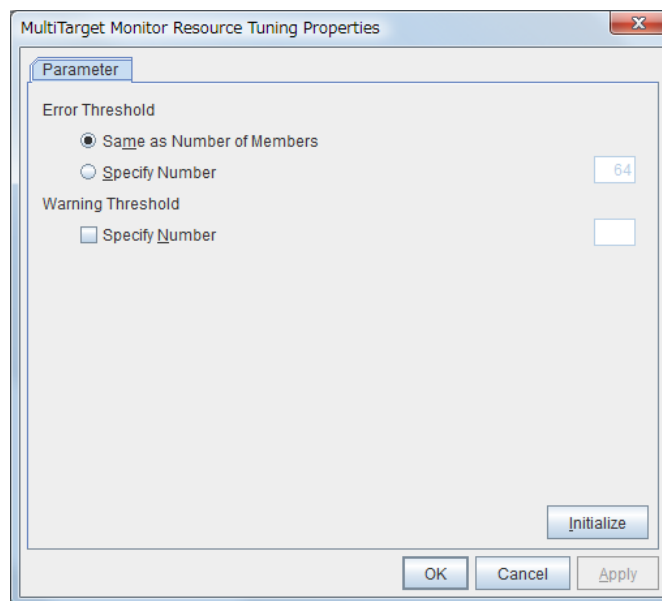 MultiTarget Monitor Resource Tuning Properties
Parameter
Error Threshold
Same as Number of Members
Specify Number 64
Warning Threshold
Specify Number
Initialize
OK Cancel Apply